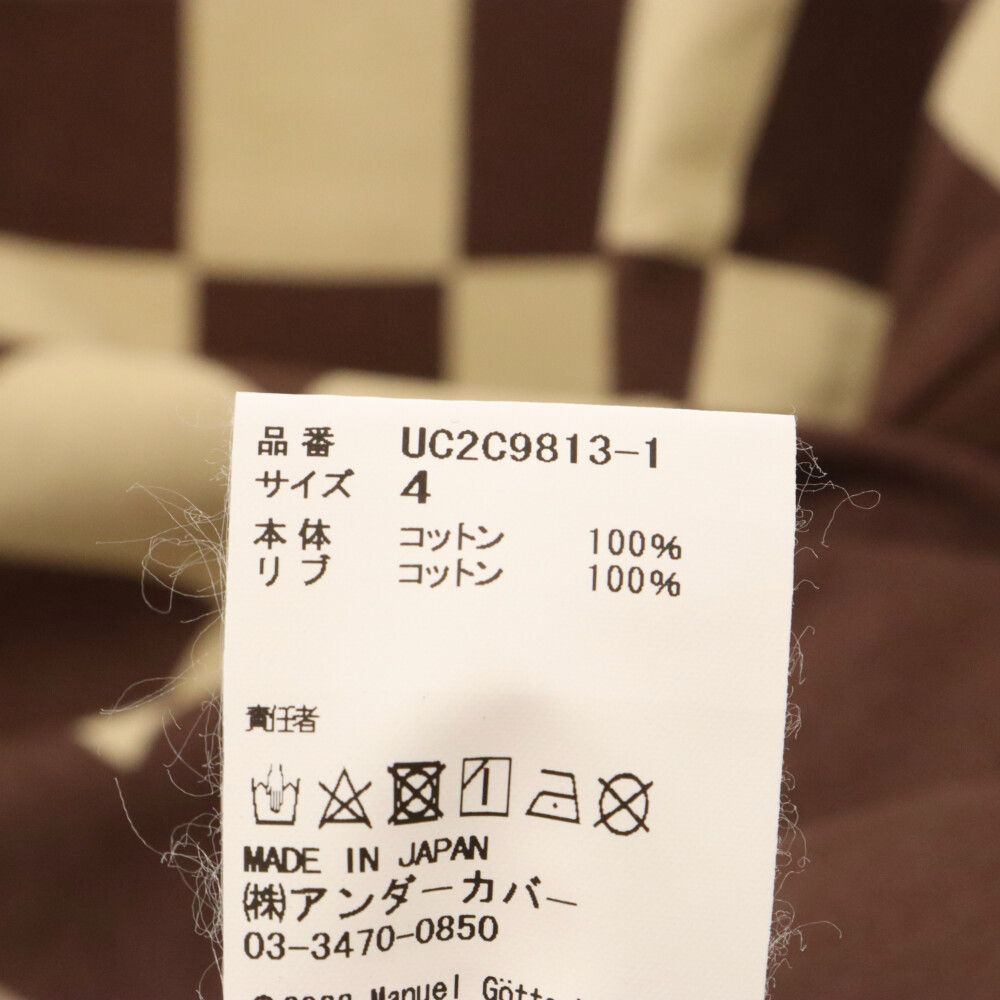 品番 UC2C9813-1
サイズ 4
本体 コットン 100%
リブ コットン 100%
責任者
MADE IN JAPAN
(株)アンダーカバー
03-3470-0850
© Manuel